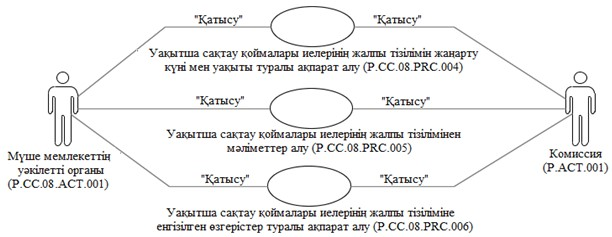 "Қатысу" "Қатысу"
Уақытша сақтау қоймалары иелерінің жалпы тізілімін жаңарту
күні мен уақыты туралы ақпарат алу (P.CC.08.PRC.004)
"Қатысу" "Қатысу"
Уақытша сақтау қоймалары иелерінің жалпы тізілімінен
мәліметтер алу (P.CC.08.PRC.005)
Мүше мемлекеттің
уәкілетті органы
(P.CC.08.ACT.001)
Комиссия
(P.ACT.001)
"Қатысу" "Қатысу"
Уақытша сақтау қоймалары иелерінің жалпы тізіліміне
енгізілген өзгерістер туралы ақпарат алу (P.CC.08.PRC.006)